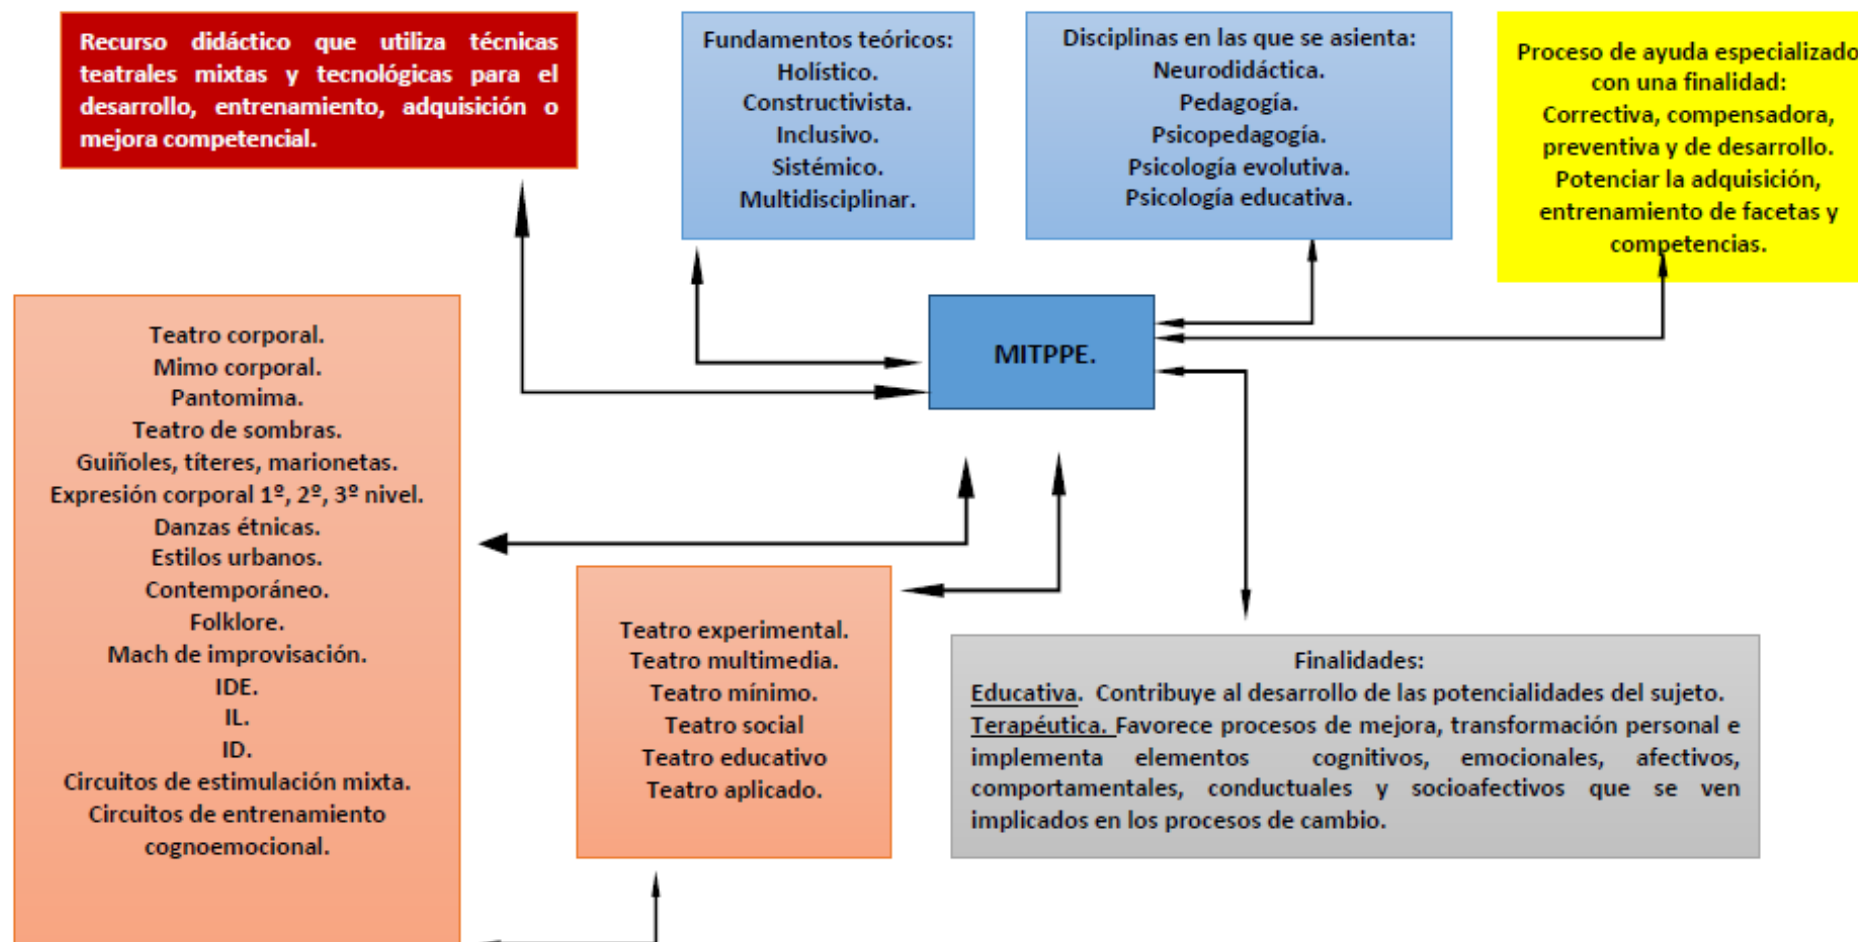 Recurso didáctico que utiliza técnicas
teatrales mixtas y tecnológicas para el
desarrollo, entrenamiento, adquisición o
mejora competencial.
Fundamentos teóricos:
Holístico.
Constructivista.
Inclusivo.
Sistémico.
Multidisciplinar.
Disciplinas en las que se asienta:
Neurodidáctica.
Pedagogía.
Psicopedagogía.
Psicología evolutiva.
Psicología educativa.
Proceso de ayuda especializado
con una finalidad:
Correctiva, compensadora,
preventiva y de desarrollo.
Potenciar la adquisición,
entrenamiento de facetas y
competencias.
MITPPE.
Teatro corporal.
Mimo corporal.
Pantomima.
Teatro de sombras.
Guiñoles, títeres, marionetas.
Expresión corporal 1º, 2º, 3º nivel.
Danzas étnicas.
Estilos urbanos.
Contemporáneo.
Folklore.
Mach de improvisación.
IDE.
IL.
ID.
Circuitos de estimulación mixta.
Circuitos de entrenamiento
cognoemocional.
Teatro experimental.
Teatro multimedia.
Teatro mínimo.
Teatro social
Teatro educativo
Teatro aplicado.
Finalidades:
Educativa. Contribuye al desarrollo de las potencialidades del sujeto.
Terapéutica. Favorece procesos de mejora, transformación personal e
implementa elementos cognitivos, emocionales, afectivos,
comportamentales, conductuales y socioafectivos que se ven
implicados en los procesos de cambio.